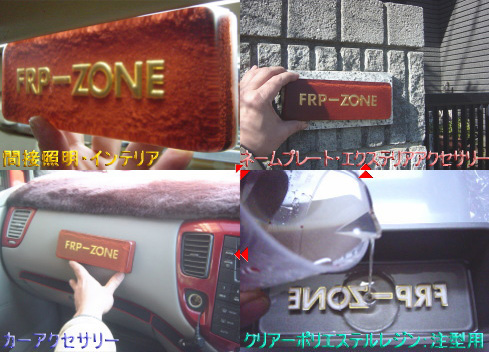 FRP-ZONE
間接照明・インテリア
FRP-ZONE
ネームプレート・エクステリアアクセサリー
FRP-ZONE
カーアクセサリー
FRP-ZONE
クリアーポリエステルレジン.注型用